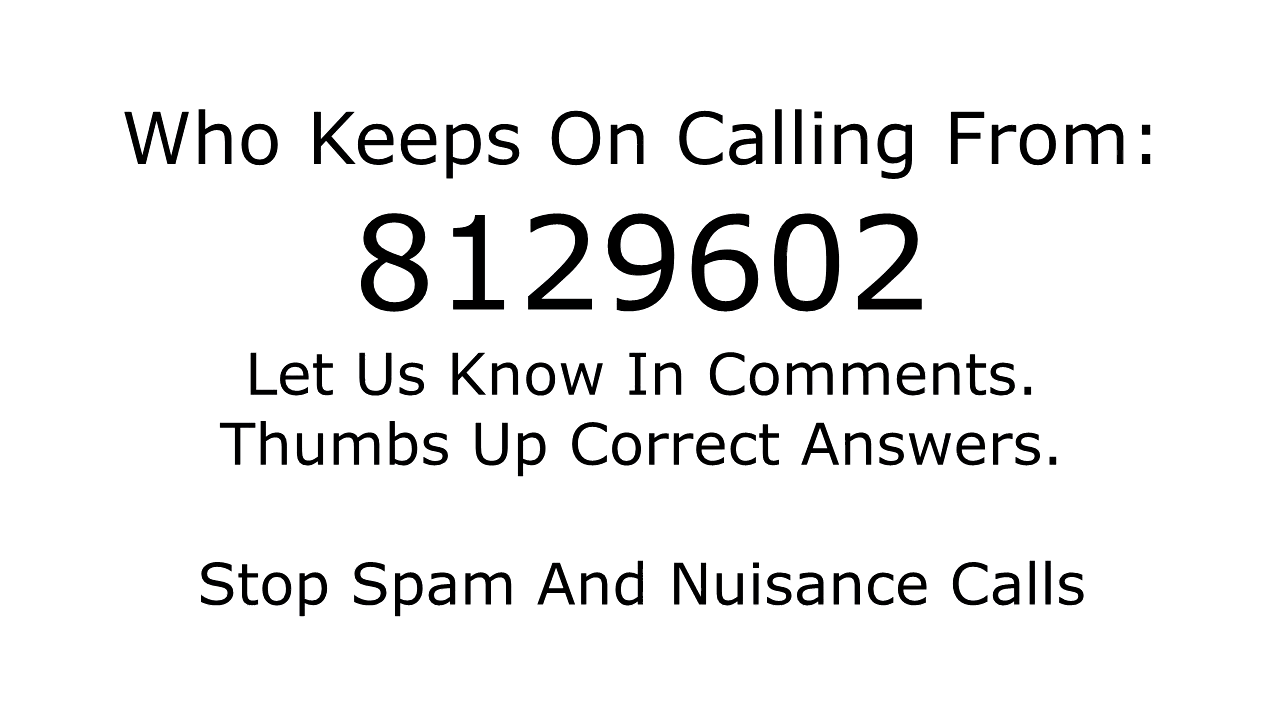 Who Keeps On Calling From:
8129602
Let Us Know In Comments.
Thumbs Up Correct Answers.
Stop Spam And Nuisance Calls